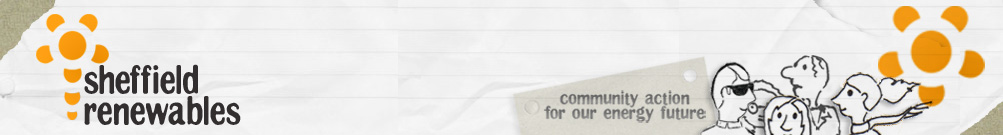 sheffield
renewables
community action
for our energy future